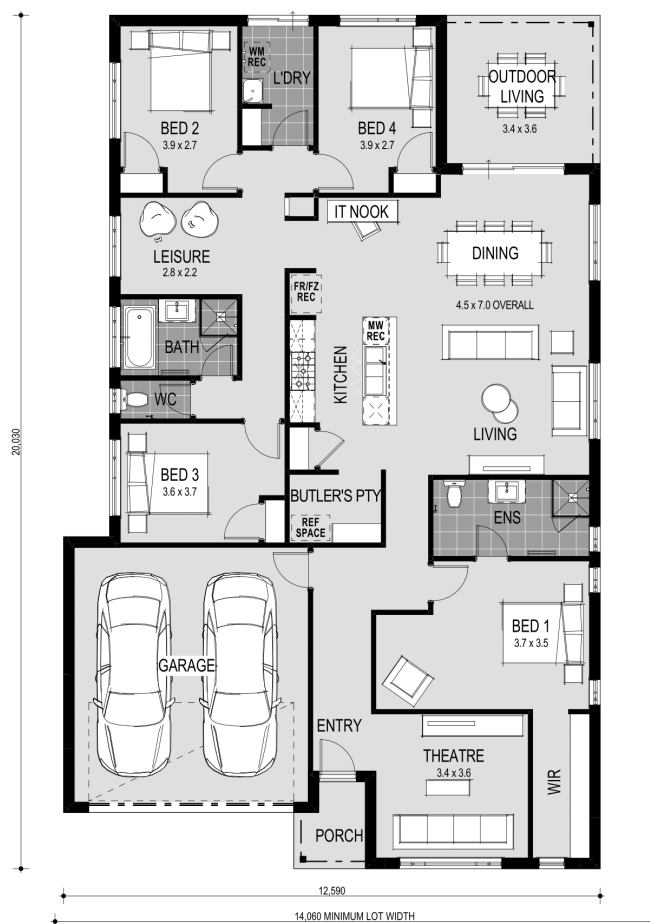 WM
REC
L'DRY
BED 2
3.9 x 2.7
BED 4
3.9 x 2.7
OUTDOOR
LIVING
3.4 x 3.6
IT NOOK
LEISURE
2.8 x 2.2
DINING
FR/FZ
REC
4.5 x 7.0 OVERALL
MW
REC
BATH
KITCHEN
WC
LIVING
BED 3
3.6 x 3.7
BUTLER'S PTY
REF
SPACE
ENS
20,030
BED 1
3.7 x 3.5
GARAGE
ENTRY
THEATRE
3.4 x 3.6
WIR
PORCH
12,590
14,060 MINIMUM LOT WIDTH